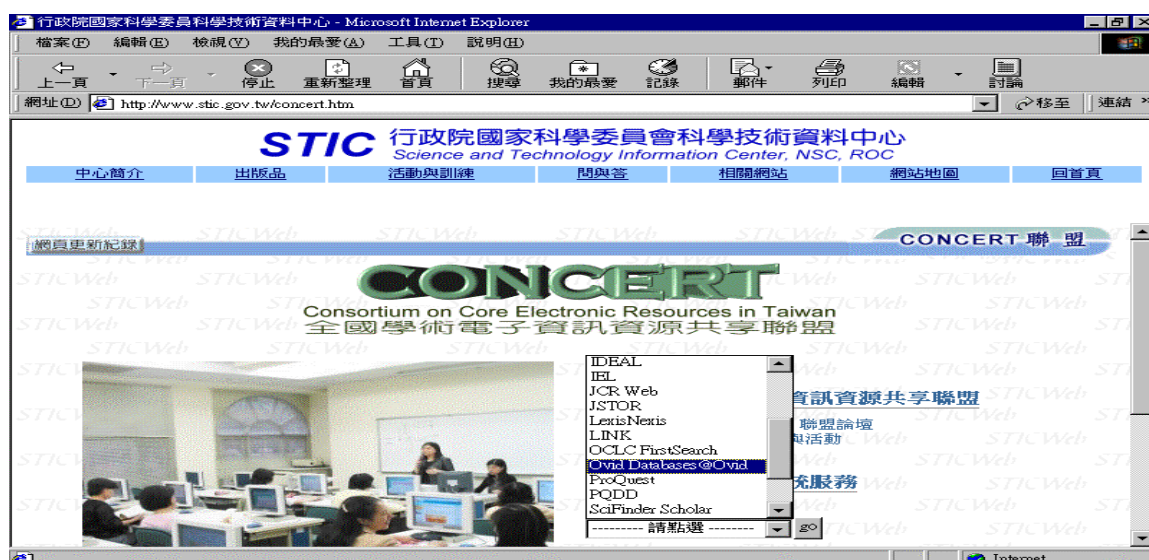 行政院國家科學委員科學技術資料中心 - Microsoft Internet Explorer
檔案(F) 編輯(E) 檢視(V) 我的最愛(A) 工具(T) 說明(H)
上一頁 下一頁 停止 重新整理 首頁 搜尋 我的最愛 記錄 郵件 列印 編輯 討論
網址(D) http://www.stic.gov.tw/concert.htm 移至 連結 »
STIC 行政院國家科學委員會科學技術資料中心
Science and Technology Information Center, NSC, ROC
中心簡介 出版品 活動與訓練 問與答 相關網站 網站地圖 回首頁
網頁更新紀錄 CONCERT 聯 盟
CONCERT
Consortium on Core Electronic Resources in Taiwan
全國學術電子資訊資源共享聯盟
IDEAL
IEL
JCR Web
JSTOR
LexisNexis
LINK
OCLC FirstSearch
Ovid Databases@Ovid
ProQuest
PQDD
SciFinder Scholar
-------- 請點選 -------- go
資訊資源共享聯盟
聯盟論壇
與活動
服務
STICWeb
Internet